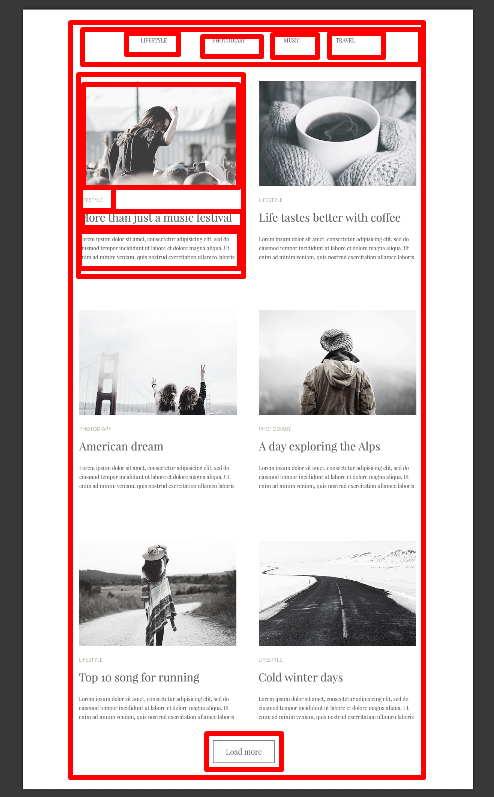 LIFESTYLE PHOTODIARY MUSIC TRAVEL
LIFESTYLE
More than just a music festival
Lorem ipsum dolor sit amet, consectetur adipisicing elit, sed do
eiusmod tempor incididunt ut labore et dolore magna aliqua. Ut
enim ad minim veniam, quis nostrud exercitation ullamco laboris
LIFESTYLE
Life tastes better with coffee
Lorem ipsum dolor sit amet, consectetur adipisicing elit, sed do
eiusmod tempor incididunt ut labore et dolore magna aliqua. Ut
enim ad minim veniam, quis nostrud exercitation ullamco laboris
PHOTODIARY
American dream
Lorem ipsum dolor sit amet, consectetur adipisicing elit, sed do
eiusmod tempor incididunt ut labore et dolore magna aliqua. Ut
enim ad minim veniam, quis nostrud exercitation ullamco laboris
PHOTODIARY
A day exploring the Alps
Lorem ipsum dolor sit amet, consectetur adipisicing elit, sed do
eiusmod tempor incididunt ut labore et dolore magna aliqua. Ut
enim ad minim veniam, quis nostrud exercitation ullamco laboris
LIFESTYLE
Top 10 song for running
Lorem ipsum dolor sit amet, consectetur adipisicing elit, sed do
eiusmod tempor incididunt ut labore et dolore magna aliqua. Ut
enim ad minim veniam, quis nostrud exercitation ullamco laboris
LIFESTYLE
Cold winter days
Lorem ipsum dolor sit amet, consectetur adipisicing elit, sed do
eiusmod tempor incididunt ut labore et dolore magna aliqua. Ut
enim ad minim veniam, quis nostrud exercitation ullamco laboris
Load more